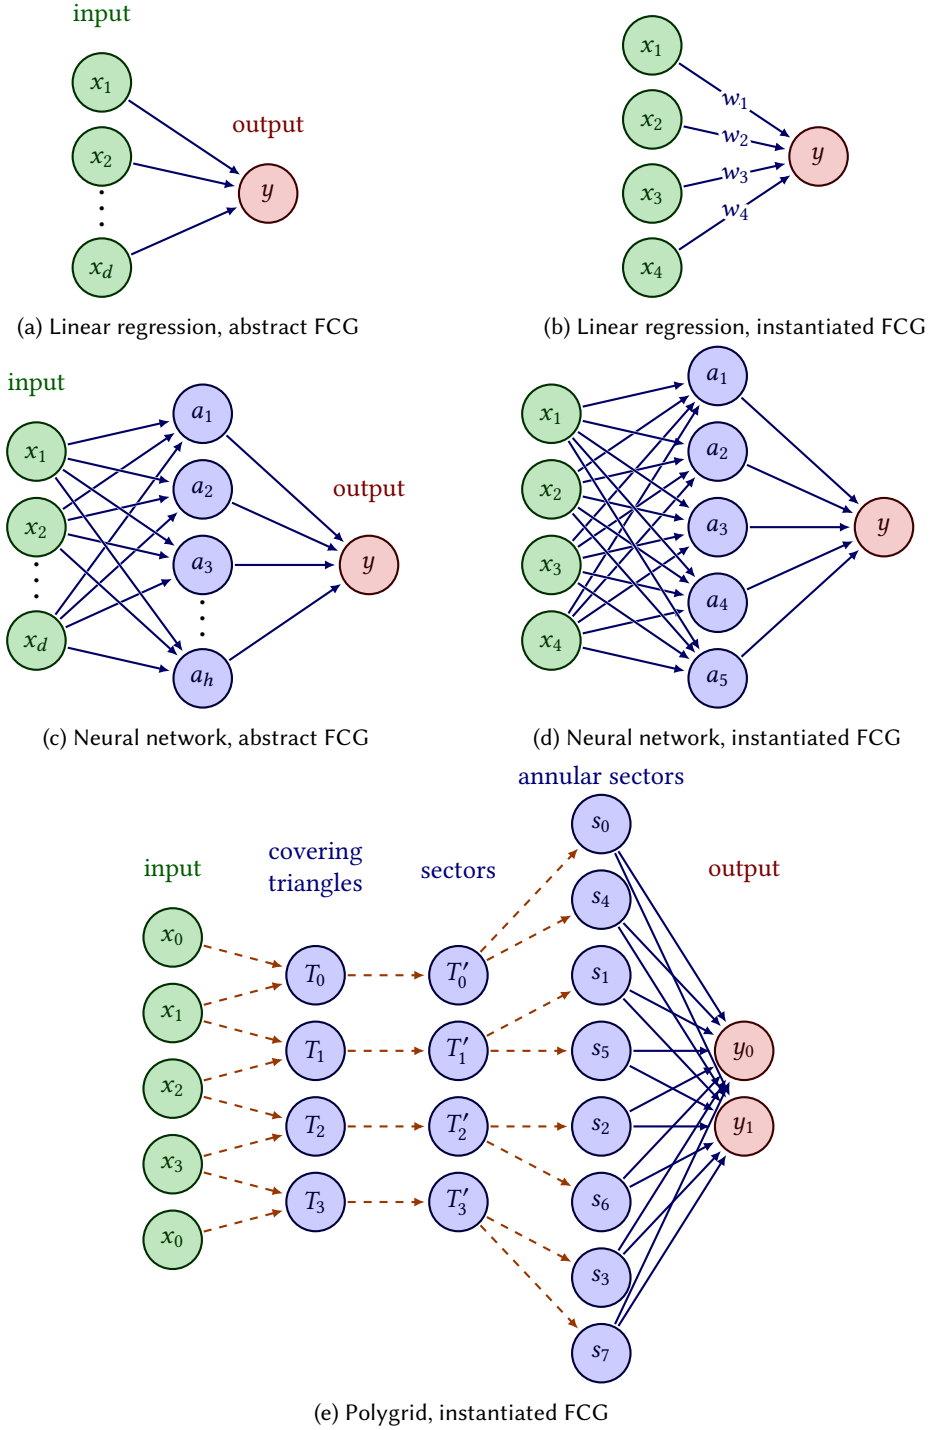 input
x₁
x₂
x_d
output
y
x₁
x₂
x₃
x₄
w₁
w₂
w₃
w₄
y
(a) Linear regression, abstract FCG
(b) Linear regression, instantiated FCG
input
x₁
x₂
x_d
a₁
a₂
a₃
a_h
output
y
x₁
x₂
x₃
x₄
a₁
a₂
a₃
a₄
a₅
y
(c) Neural network, abstract FCG
(d) Neural network, instantiated FCG
input
x₀
x₁
x₂
x₃
x₀
covering
triangles
T₀
T₁
T₂
T₃
sectors
T′₀
T′₁
T′₂
T′₃
annular sectors
s₀
s₄
s₁
s₅
s₂
s₆
s₃
s₇
output
y₀
y₁
(e) Polygrid, instantiated FCG